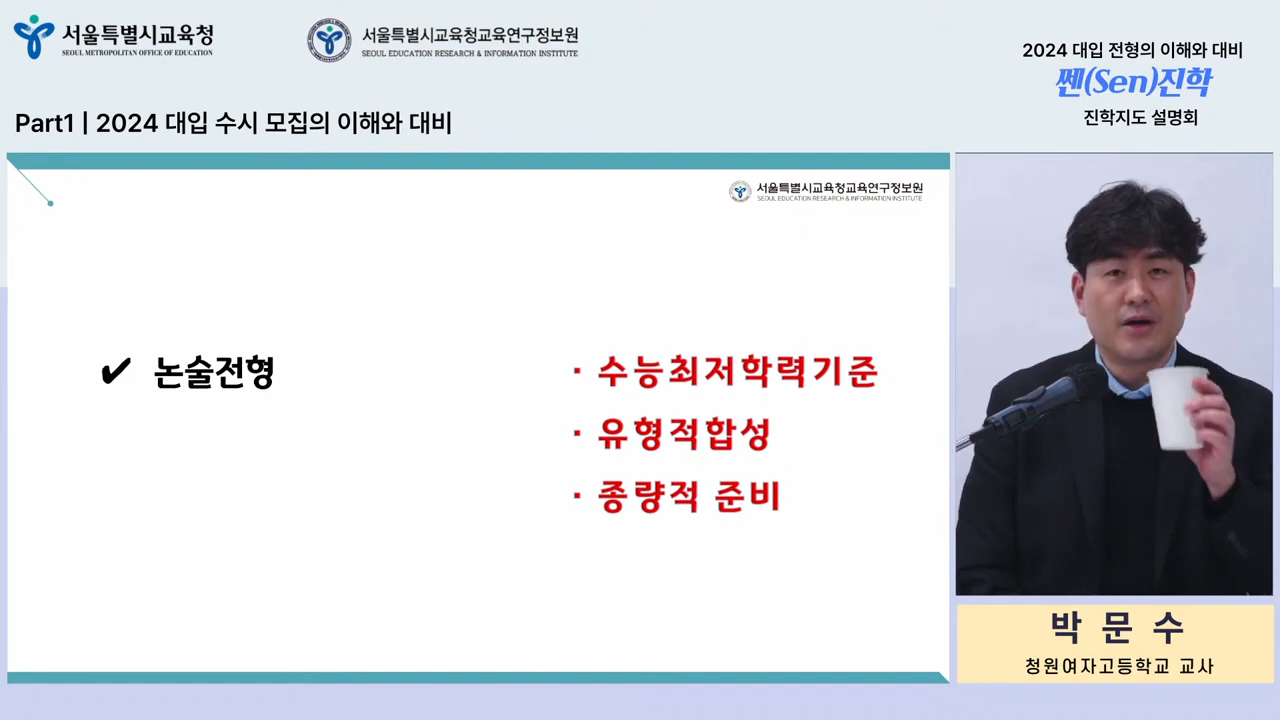 서울특별시교육청
SEOUL METROPOLITAN OFFICE OF EDUCATION
서울특별시교육청교육연구정보원
SEOUL EDUCATION RESEARCH & INFORMATION INSTITUTE
2024 대입 전형의 이해와 대비
쎈(Sen)진학
진학지도 설명회
Part1 | 2024 대입 수시 모집의 이해와 대비
서울특별시교육청교육연구정보원
SEOUL EDUCATION RESEARCH & INFORMATION INSTITUTE
✔ 논술전형
· 수능최저학력기준
· 유형적합성
· 종량적 준비
박 문 수
청원여자고등학교 교사